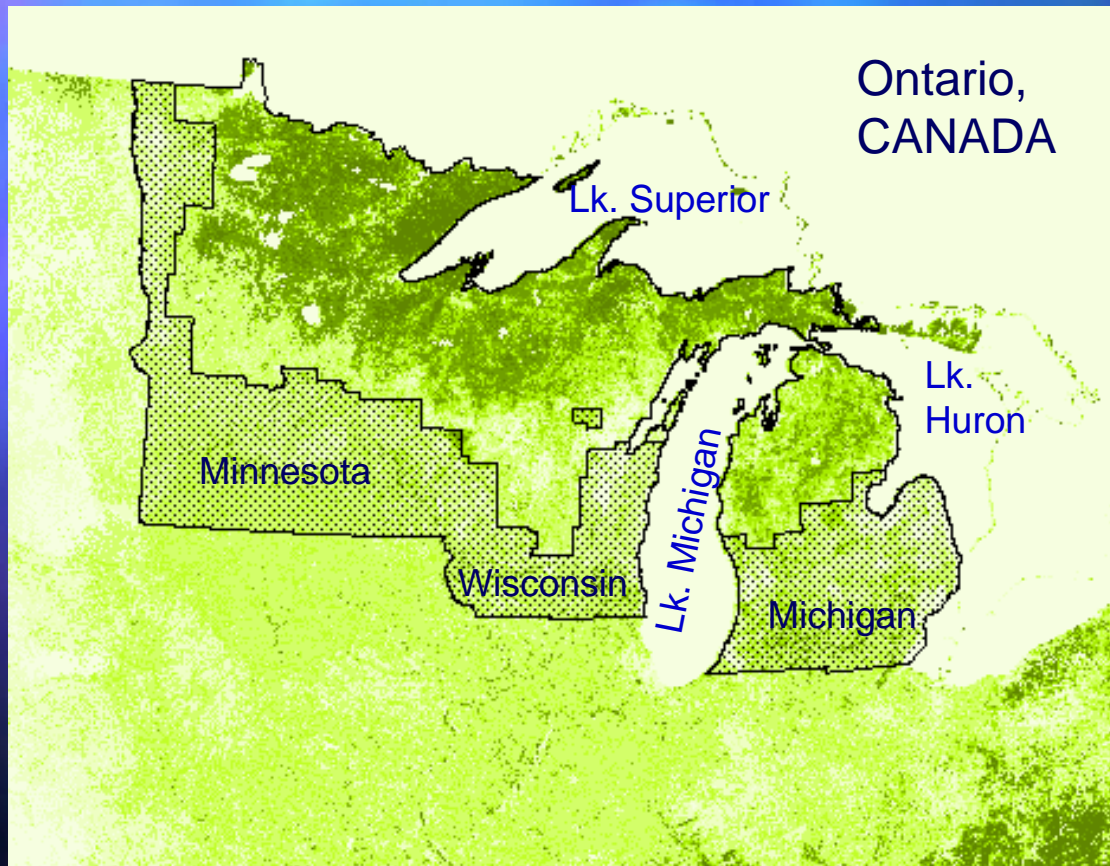 Ontario,
CANADA
Lk. Superior
Lk.
Huron
Lk. Michigan
Minnesota
Wisconsin
Michigan